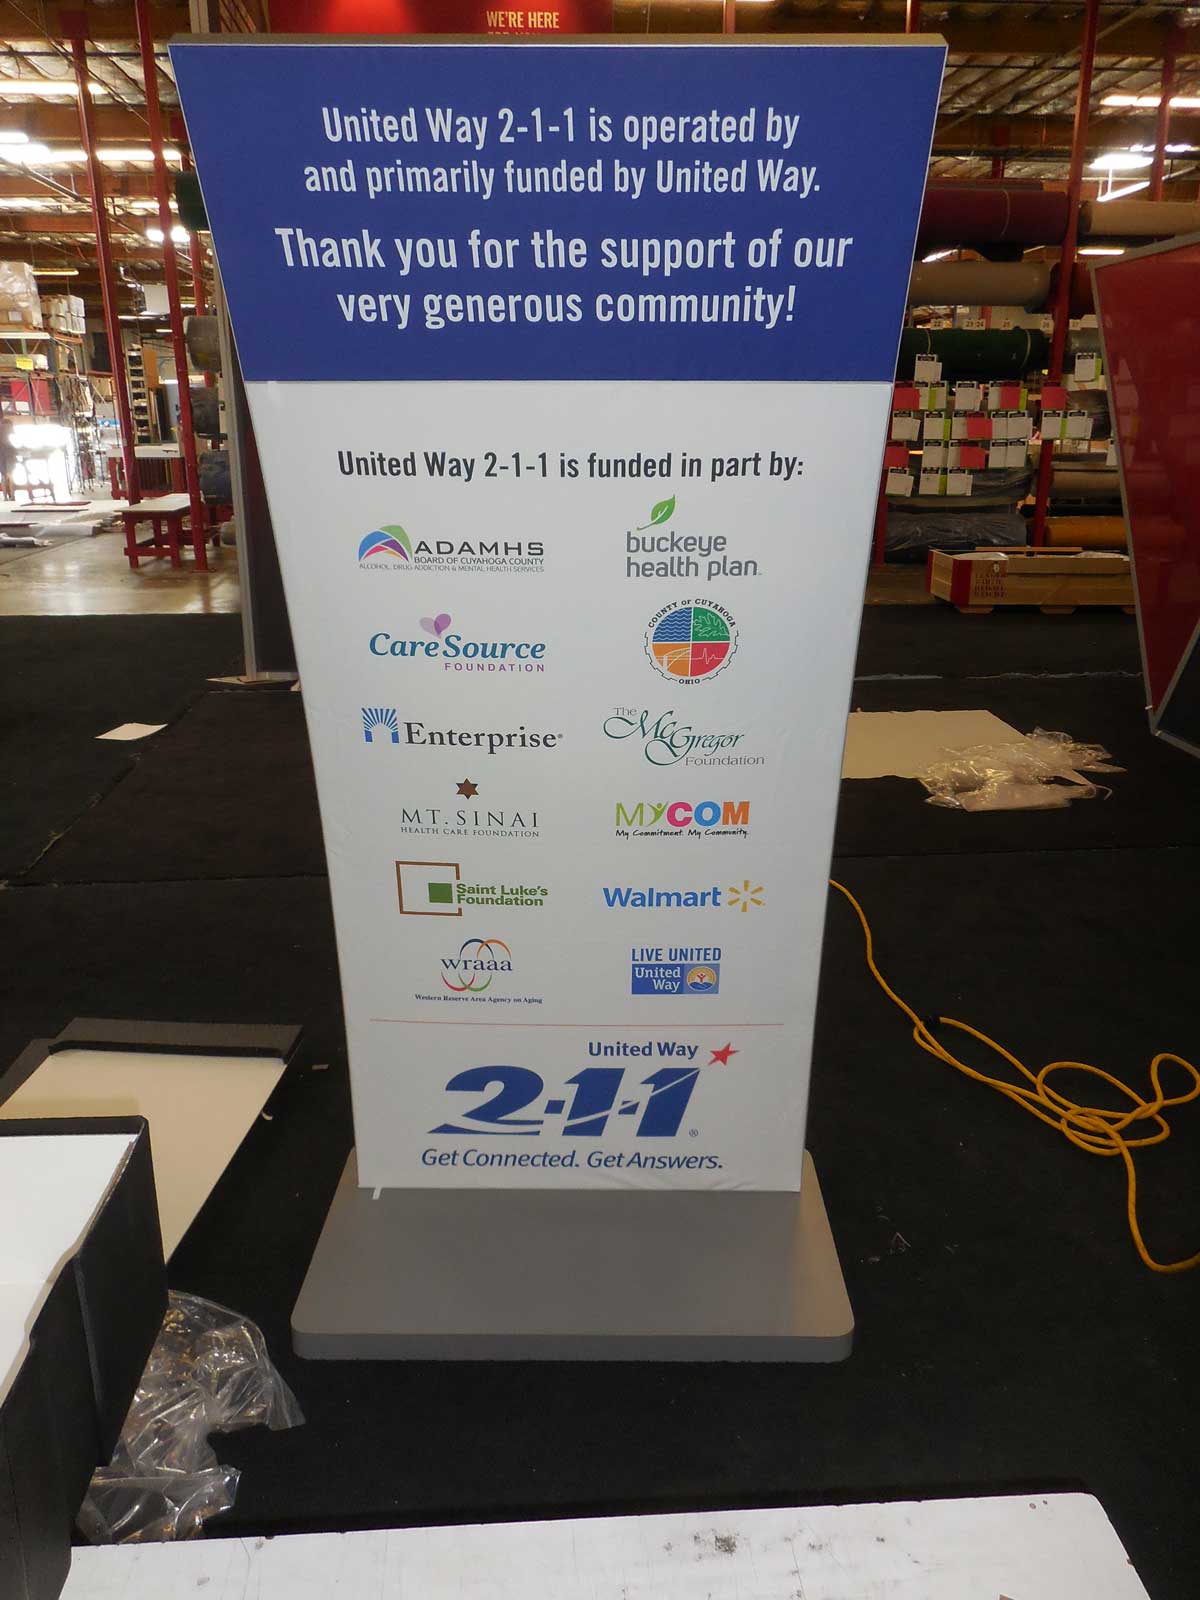 WE'RE HERE
United Way 2-1-1 is operated by
and primarily funded by United Way.
Thank you for the support of our
very generous community!
United Way 2-1-1 is funded in part by:
ADAMHS
BOARD OF CUYAHOGA COUNTY
ALCOHOL, DRUG ADDICTION & MENTAL HEALTH SERVICES
buckeye
health plan
CareSource
FOUNDATION
COUNTY OF CUYAHOGA
OHIO
Enterprise®
The
McGregor
Foundation
MT. SINAI
HEALTH CARE FOUNDATION
MYCOM
My Commitment. My Community.
Saint Luke's
Foundation
Walmart
wraaa
Western Reserve Area Agency on Aging
LIVE UNITED
United
Way
United Way
2-1-1®
Get Connected. Get Answers.